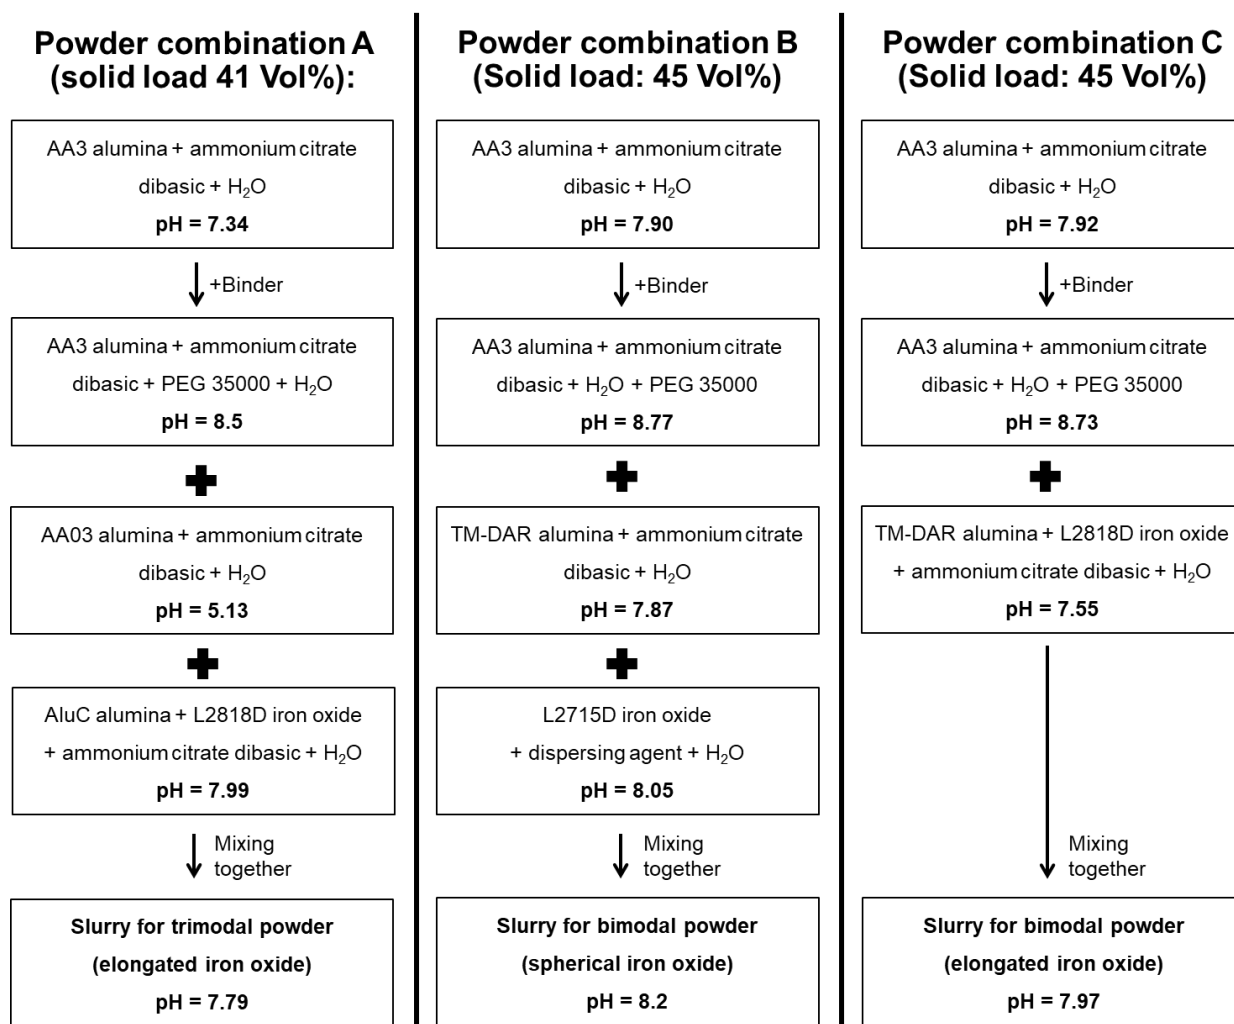 Powder combination A
(solid load 41 Vol%):
AA3 alumina + ammonium citrate
dibasic + H₂O
pH = 7.34
+Binder
AA3 alumina + ammonium citrate
dibasic + PEG 35000 + H₂O
pH = 8.5
AA03 alumina + ammonium citrate
dibasic + H₂O
pH = 5.13
AluC alumina + L2818D iron oxide
+ ammonium citrate dibasic + H₂O
pH = 7.99
Mixing
together
Slurry for trimodal powder
(elongated iron oxide)
pH = 7.79
Powder combination B
(Solid load: 45 Vol%)
AA3 alumina + ammonium citrate
dibasic + H₂O
pH = 7.90
+Binder
AA3 alumina + ammonium citrate
dibasic + H₂O + PEG 35000
pH = 8.77
TM-DAR alumina + ammonium citrate
dibasic + H₂O
pH = 7.87
L2715D iron oxide
+ dispersing agent + H₂O
pH = 8.05
Mixing
together
Slurry for bimodal powder
(spherical iron oxide)
pH = 8.2
Powder combination C
(Solid load: 45 Vol%)
AA3 alumina + ammonium citrate
dibasic + H₂O
pH = 7.92
+Binder
AA3 alumina + ammonium citrate
dibasic + H₂O + PEG 35000
pH = 8.73
TM-DAR alumina + L2818D iron oxide
+ ammonium citrate dibasic + H₂O
pH = 7.55
Mixing
together
Slurry for bimodal powder
(elongated iron oxide)
pH = 7.97